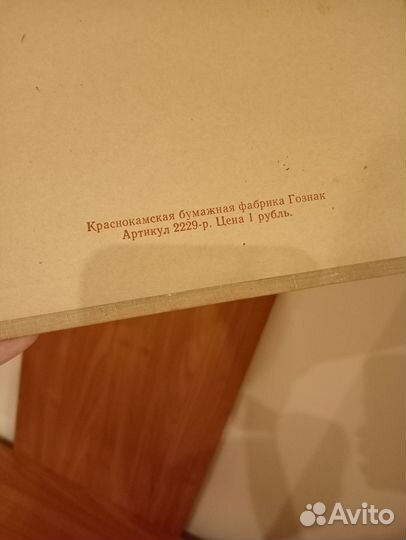 Краснокамская бумажная фабрика Гознак
Артикул 2229-р. Цена 1 рубль.
Avito